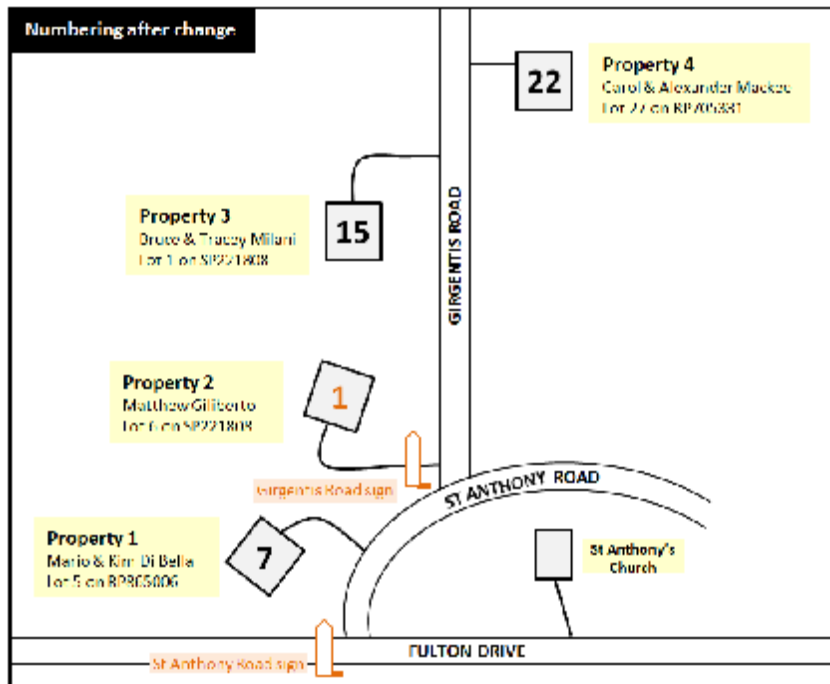 Numbering after change
22
Property 4
Carol & Alexander Mackee
Lot 27 on RP705331
Property 3
Bruce & Tracey Milani
Lot 1 on SP221808
15
GIRGENTIS ROAD
Property 2
Matthew Giliberto
Lot 6 on SP221808
1
Girgentis Road sign
ST ANTHONY ROAD
Property 1
Mario & Kim Di Bella
Lot 5 on
7
St Anthony's
Church
FULTON DRIVE
St Anthony Road sign